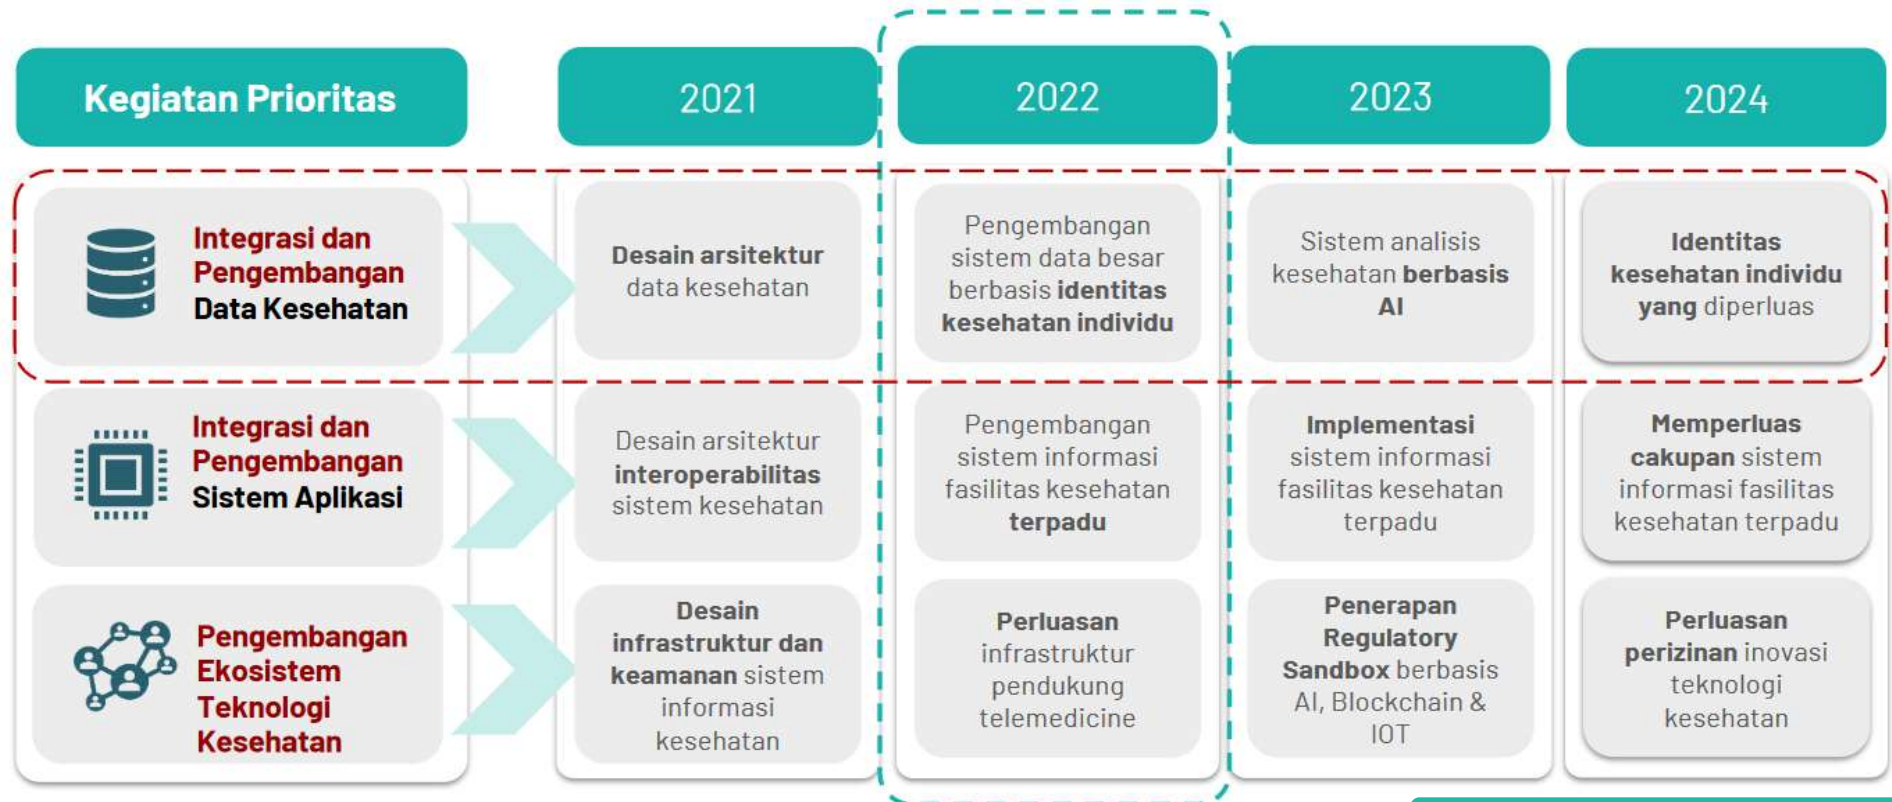 Kegiatan Prioritas
2021
2022
2023
2024
Integrasi dan
Pengembangan
Data Kesehatan
Desain arsitektur
data kesehatan
Pengembangan
sistem data besar
berbasis identitas
kesehatan individu
Sistem analisis
kesehatan berbasis
AI
Identitas
kesehatan individu
yang diperluas
Integrasi dan
Pengembangan
Sistem Aplikasi
Desain arsitektur
interoperabilitas
sistem kesehatan
Pengembangan
sistem informasi
fasilitas kesehatan
terpadu
Implementasi
sistem informasi
fasilitas kesehatan
terpadu
Memperluas
cakupan sistem
informasi fasilitas
kesehatan terpadu
Pengembangan
Ekosistem
Teknologi
Kesehatan
Desain
infrastruktur dan
keamanan sistem
informasi
kesehatan
Perluasan
infrastruktur
pendukung
telemedicine
Penerapan
Regulatory
Sandbox berbasis
AI, Blockchain &
IOT
Perluasan
perizinan inovasi
teknologi
kesehatan